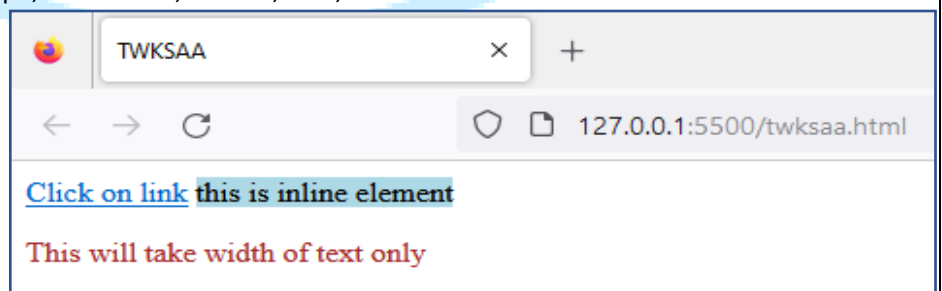 TWKSAA
127.0.0.1:5500/twksaa.html
Click on link this is inline element
This will take width of text only